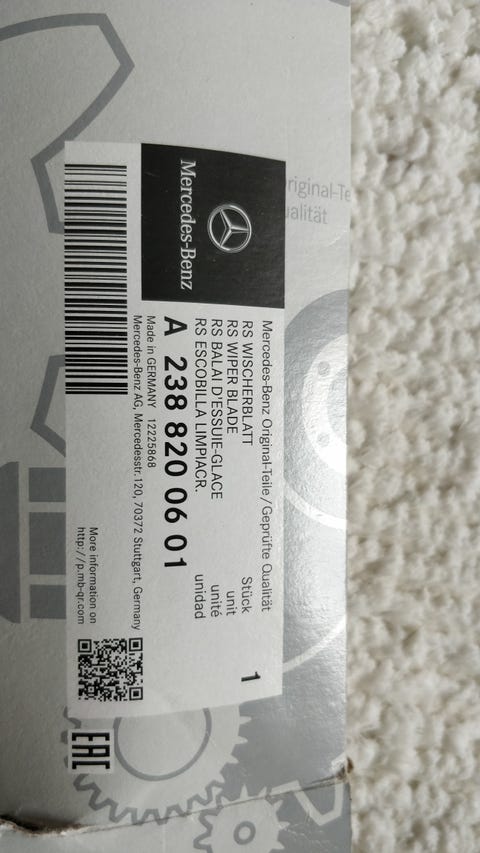 Mercedes-Benz
Original-Te
ualität
Mercedes-Benz Original-Teile / Geprüfte Qualität
RS WISCHERBLATT Stück 1
RS WIPER BLADE unit
RS BALAI D'ESSUIE-GLACE unité
RS ESCOBILLA LIMPIACR. unidad
A 238 820 06 01
Made in GERMANY 12225868
Mercedes-Benz AG, Mercedesstr. 120, 70372 Stuttgart, Germany
More information on
http://p.mb-qr.com
EAC